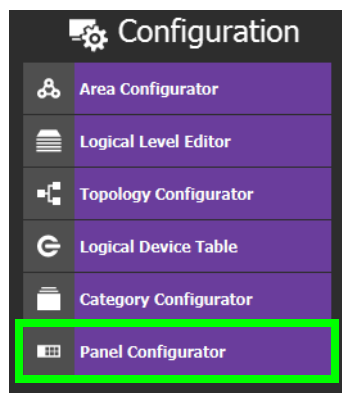 Configuration
Area Configurator
Logical Level Editor
Topology Configurator
Logical Device Table
Category Configurator
Panel Configurator